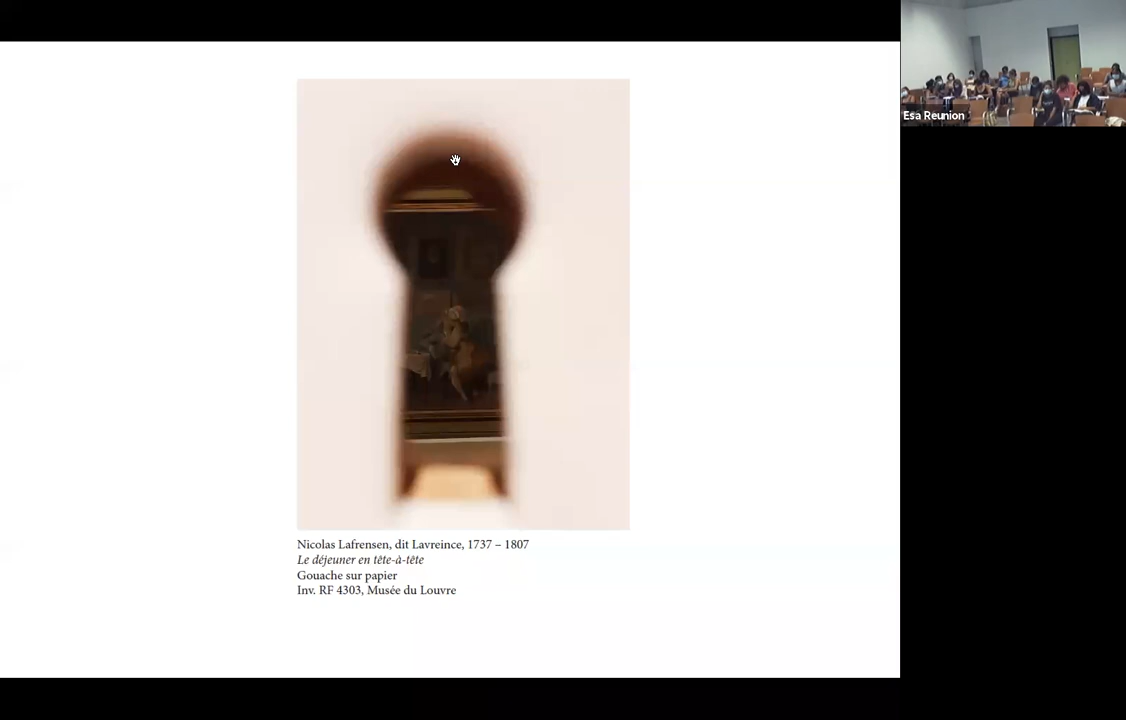 Esa Reunion
Nicolas Lafrensen, dit Lavreince, 1737 – 1807
Le déjeuner en tête-à-tête
Gouache sur papier
Inv. RF 4303, Musée du Louvre